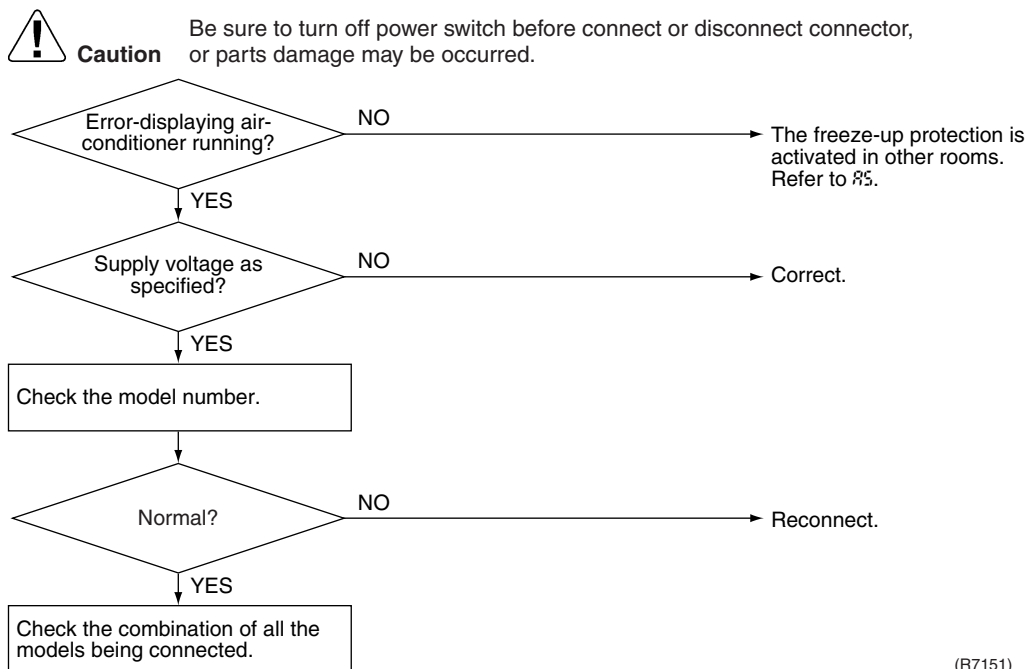 Be sure to turn off power switch before connect or disconnect connector,
Caution or parts damage may be occurred.
Error-displaying air-
conditioner running?
NO
The freeze-up protection is
activated in other rooms.
Refer to A5.
YES
Supply voltage as
specified?
NO
Correct.
YES
Check the model number.
Normal?
NO
Reconnect.
YES
Check the combination of all the
models being connected.
(R7151)